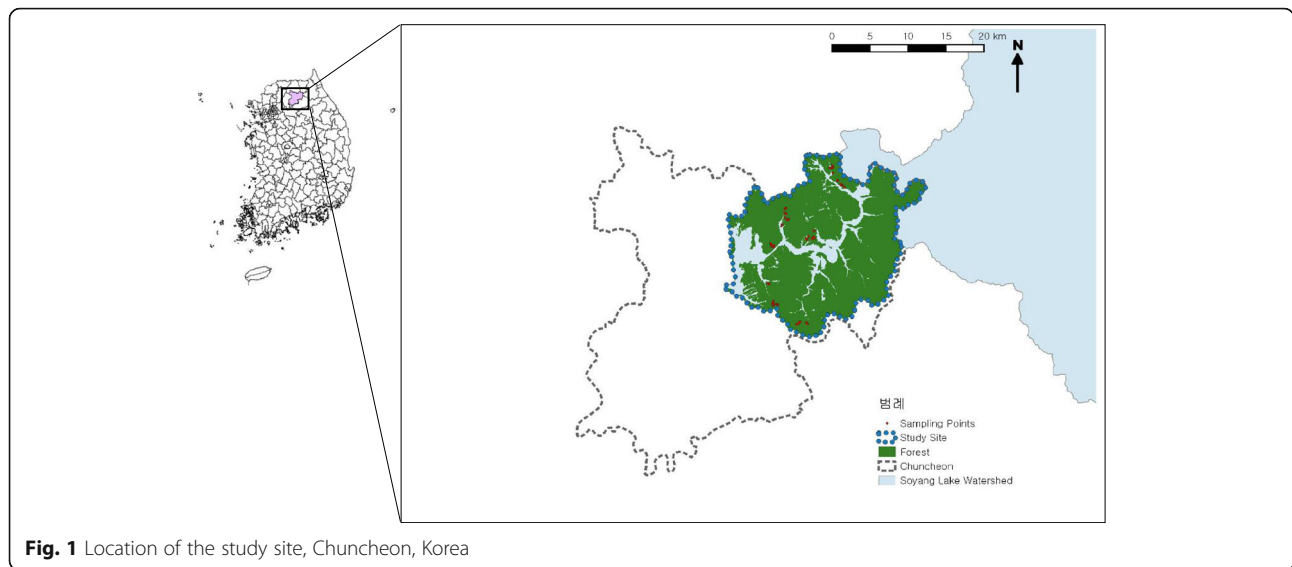 0 5 10 15 20 km
N
범례
Sampling Points
Study Site
Forest
Chuncheon
Soyang Lake Watershed
Fig. 1 Location of the study site, Chuncheon, Korea